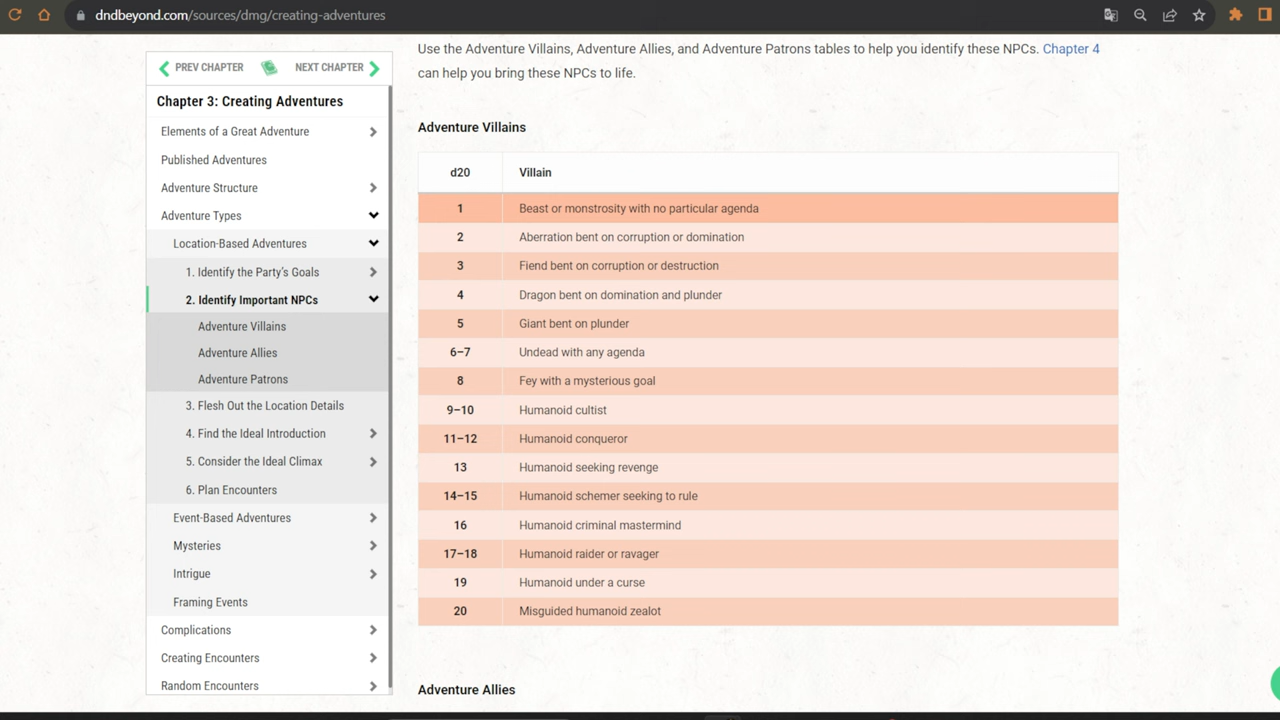 dndbeyond.com/sources/dmg/creating-adventures
PREV CHAPTER
NEXT CHAPTER
Chapter 3: Creating Adventures
Elements of a Great Adventure
Published Adventures
Adventure Structure
Adventure Types
Location-Based Adventures
1. Identify the Party's Goals
2. Identify Important NPCs
Adventure Villains
Adventure Allies
Adventure Patrons
3. Flesh Out the Location Details
4. Find the Ideal Introduction
5. Consider the Ideal Climax
6. Plan Encounters
Event-Based Adventures
Mysteries
Intrigue
Framing Events
Complications
Creating Encounters
Random Encounters
Use the Adventure Villains, Adventure Allies, and Adventure Patrons tables to help you identify these NPCs. Chapter 4
can help you bring these NPCs to life.
Adventure Villains
d20 Villain
1 Beast or monstrosity with no particular agenda
2 Aberration bent on corruption or domination
3 Fiend bent on corruption or destruction
4 Dragon bent on domination and plunder
5 Giant bent on plunder
6–7 Undead with any agenda
8 Fey with a mysterious goal
9–10 Humanoid cultist
11–12 Humanoid conqueror
13 Humanoid seeking revenge
14–15 Humanoid schemer seeking to rule
16 Humanoid criminal mastermind
17–18 Humanoid raider or ravager
19 Humanoid under a curse
20 Misguided humanoid zealot
Adventure Allies